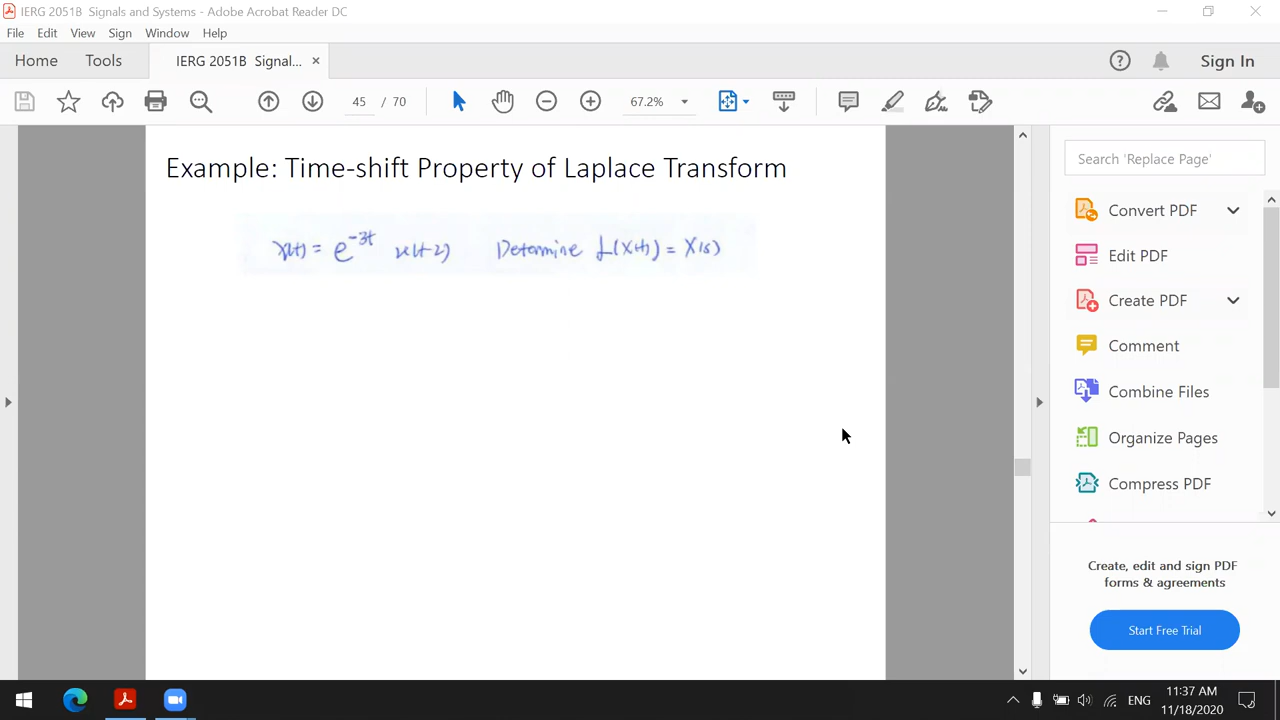 IERG 2051B  Signals and Systems - Adobe Acrobat Reader DC
File Edit View Sign Window Help
Home Tools IERG 2051B  Signal... × Sign In
45 / 70 67.2%
Example: Time-shift Property of Laplace Transform
x(t) = e^{-3t} u(t-2) Determine L(x(t)) = X(s)
Search 'Replace Page'
Convert PDF
Edit PDF
Create PDF
Comment
Combine Files
Organize Pages
Compress PDF
Create, edit and sign PDF
forms & agreements
Start Free Trial
ENG
11:37 AM
11/18/2020